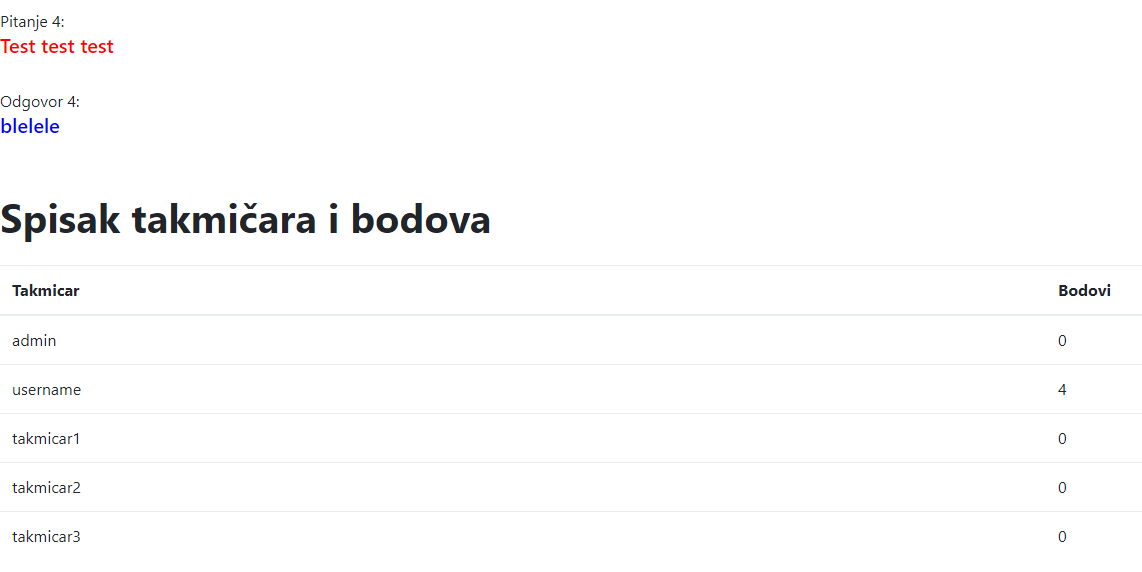 Pitanje 4:
Test test test
Odgovor 4:
blelele
Spisak takmičara i bodova
Takmicar Bodovi
admin 0
username 4
takmicar1 0
takmicar2 0
takmicar3 0